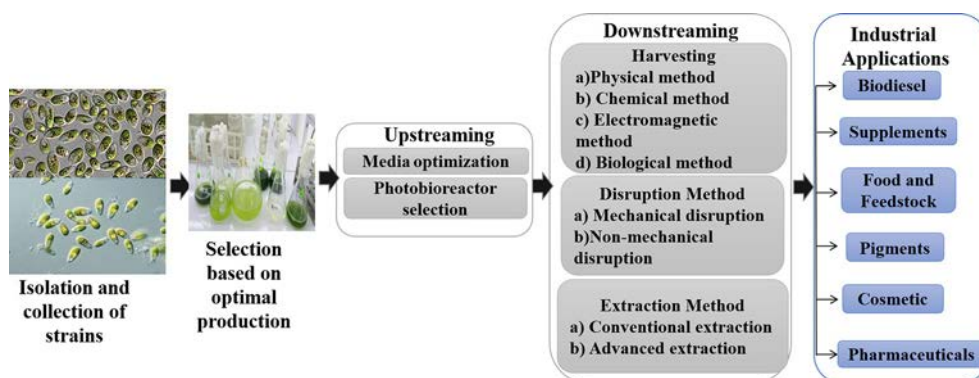 Isolation and
collection of
strains
Selection
based on
optimal
production
Upstreaming
Media optimization
Photobioreactor
selection
Downstreaming
Harvesting
a)Physical method
b) Chemical method
c) Electromagnetic
method
d) Biological method
Disruption Method
a) Mechanical disruption
b)Non-mechanical
disruption
Extraction Method
a) Conventional extraction
b) Advanced extraction
Industrial
Applications
Biodiesel
Supplements
Food and
Feedstock
Pigments
Cosmetic
Pharmaceuticals